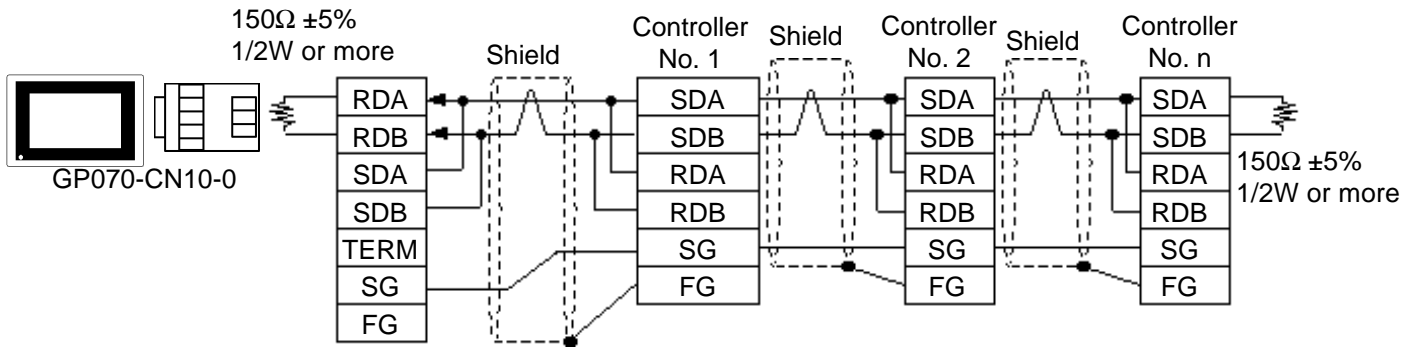 150Ω ±5%
1/2W or more
GP070-CN10-0
RDA
RDB
SDA
SDB
TERM
SG
FG
Shield
Controller
No. 1
SDA
SDB
RDA
RDB
SG
FG
Shield
Controller
No. 2
SDA
SDB
RDA
RDB
SG
FG
Shield
Controller
No. n
SDA
SDB
RDA
RDB
SG
FG
150Ω ±5%
1/2W or more